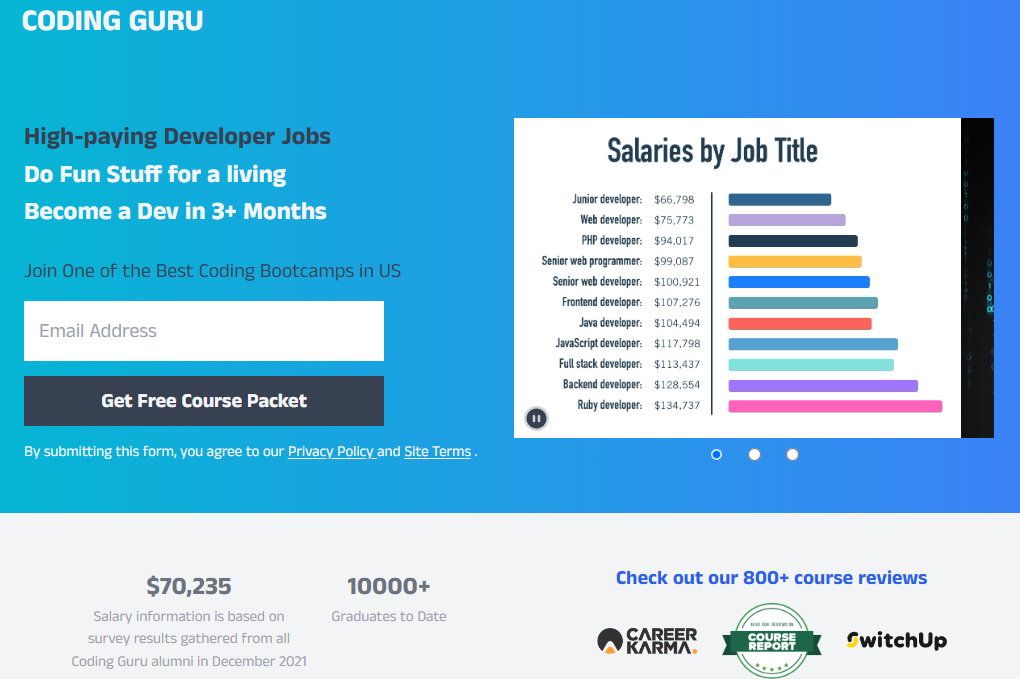 CODING GURU
High-paying Developer Jobs
Do Fun Stuff for a living
Become a Dev in 3+ Months
Join One of the Best Coding Bootcamps in US
Email Address
Get Free Course Packet
By submitting this form, you agree to our Privacy Policy and Site Terms .
Salaries by Job Title
Junior developer: $66,798
Web developer: $75,773
PHP developer: $94,017
Senior web programmer: $99,087
Senior web developer: $100,921
Frontend developer: $107,276
Java developer: $104,494
JavaScript developer: $117,798
Full stack developer: $113,437
Backend developer: $128,554
Ruby developer: $134,737
$70,235
Salary information is based on
survey results gathered from all
Coding Guru alumni in December 2021
10000+
Graduates to Date
Check out our 800+ course reviews
CAREER
KARMA.
COURSE
REPORT
SwitchUp